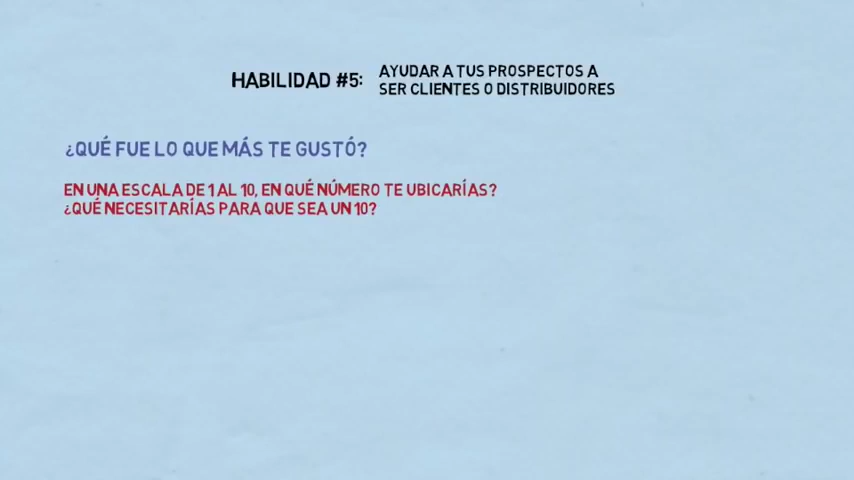 HABILIDAD #5:
AYUDAR A TUS PROSPECTOS A
SER CLIENTES O DISTRIBUIDORES
¿QUÉ FUE LO QUE MÁS TE GUSTÓ?
EN UNA ESCALA DE 1 AL 10, EN QUÉ NÚMERO TE UBICARÍAS?
¿QUÉ NECESITARÍAS PARA QUE SEA UN 10?